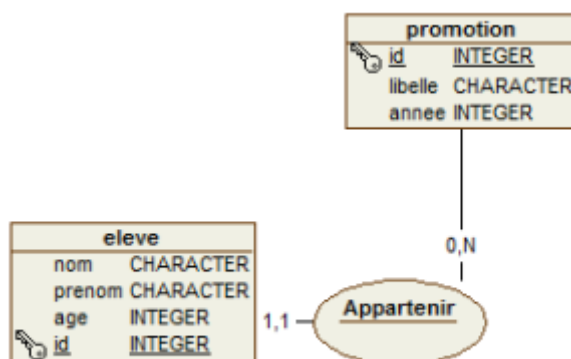 promotion
id INTEGER
libelle CHARACTER
annee INTEGER
0,N
eleve
nom CHARACTER
prenom CHARACTER
age INTEGER
id INTEGER
1,1
Appartenir